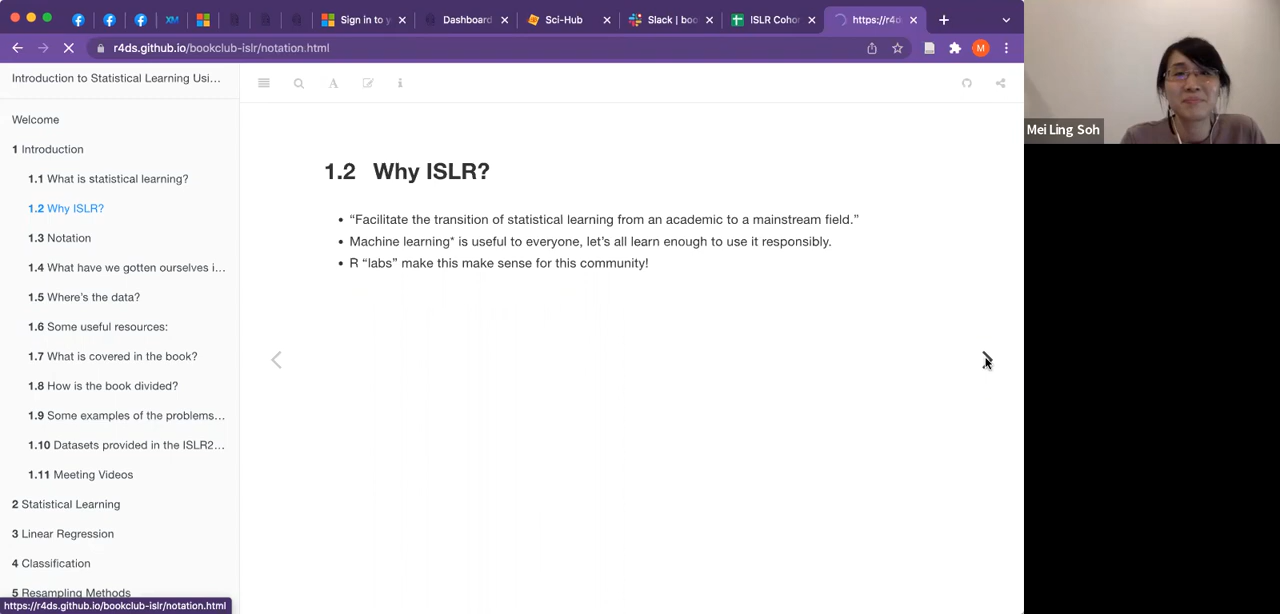 Sign in to y
Dashboard
Sci-Hub
Slack | boo
ISLR Cohor
https://r4ds
r4ds.github.io/bookclub-islr/notation.html
M
Introduction to Statistical Learning Usi...
Welcome
1 Introduction
1.1 What is statistical learning?
1.2 Why ISLR?
1.3 Notation
1.4 What have we gotten ourselves i...
1.5 Where's the data?
1.6 Some useful resources:
1.7 What is covered in the book?
1.8 How is the book divided?
1.9 Some examples of the problems...
1.10 Datasets provided in the ISLR2...
1.11 Meeting Videos
2 Statistical Learning
3 Linear Regression
4 Classification
5 Resampling Methods
https://r4ds.github.io/bookclub-islr/notation.html
1.2 Why ISLR?
• “Facilitate the transition of statistical learning from an academic to a mainstream field.”
• Machine learning* is useful to everyone, let's all learn enough to use it responsibly.
• R “labs” make this make sense for this community!
Mei Ling Soh